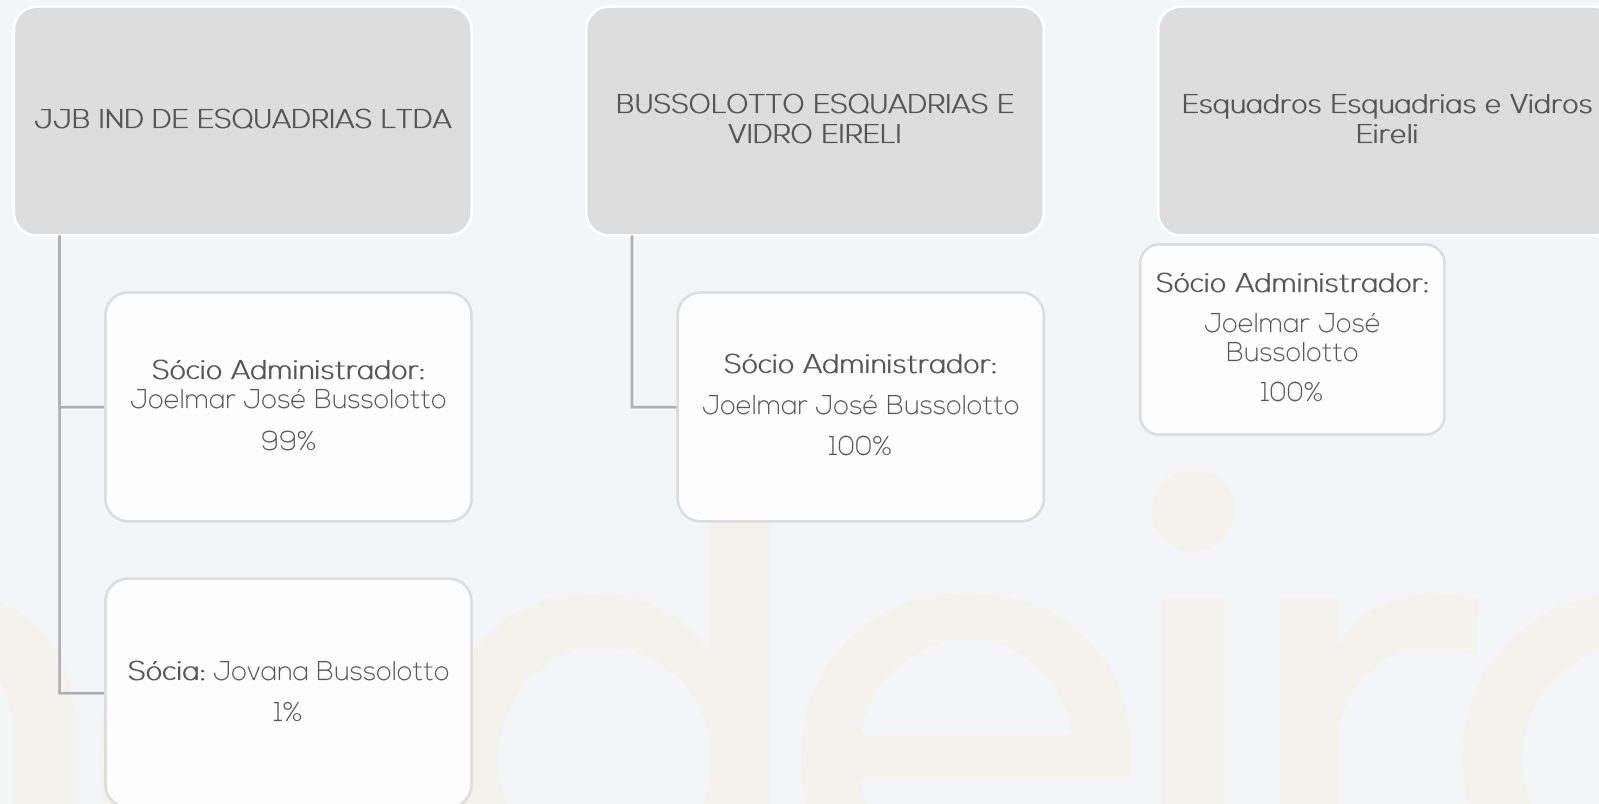 JJB IND DE ESQUADRIAS LTDA
Sócio Administrador:
Joelmar José Bussolotto
99%
Sócia: Jovana Bussolotto
1%
BUSSOLOTTO ESQUADRIAS E
VIDRO EIRELI
Sócio Administrador:
Joelmar José Bussolotto
100%
Esquadros Esquadrias e Vidros
Eireli
Sócio Administrador:
Joelmar José
Bussolotto
100%